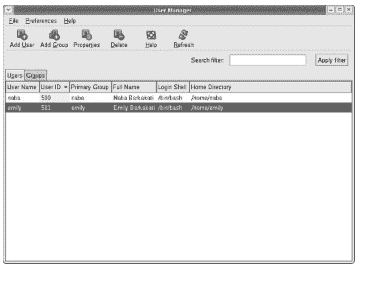 User Manager
File Preferences Help
Add User Add Group Properties Delete Help Refresh
Search filter: Apply filter
Users Groups
User Name User ID Primary Group Full Name Login Shell Home Directory
naba 500 naba Naba Barkakati /bin/bash /home/naba
emily 501 emily Emily Barkakati /bin/bash /home/emily